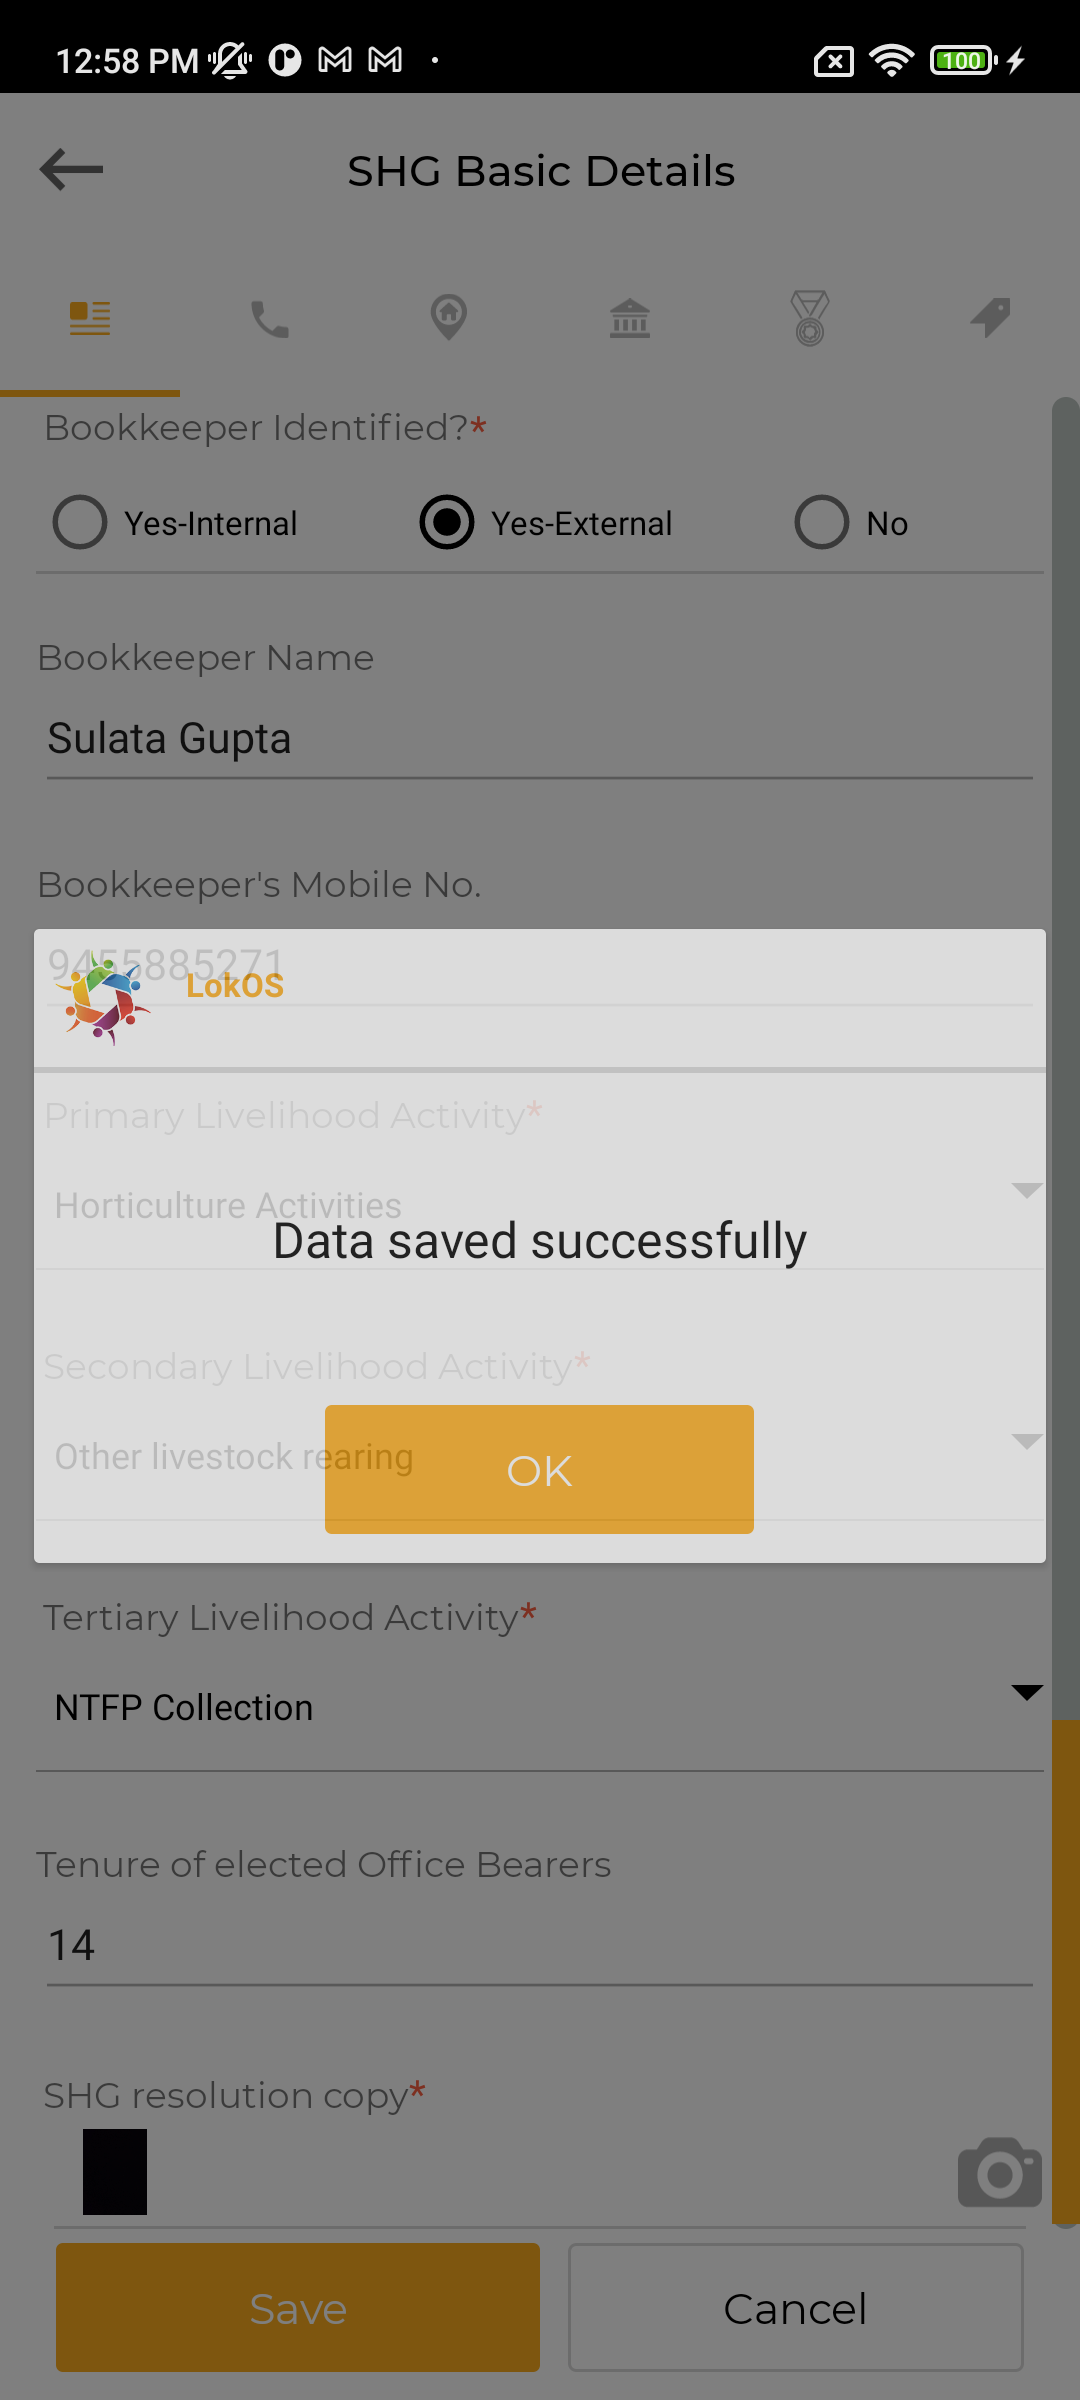 12:58 PM
100
SHG Basic Details
Bookkeeper Identified?*
Yes-Internal Yes-External No
Bookkeeper Name
Sulata Gupta
Bookkeeper's Mobile No.
9455885271
LokOS
Primary Livelihood Activity*
Horticulture Activities
Data saved successfully
Secondary Livelihood Activity*
Other livestock rearing
OK
Tertiary Livelihood Activity*
NTFP Collection
Tenure of elected Office Bearers
14
SHG resolution copy*
Save Cancel